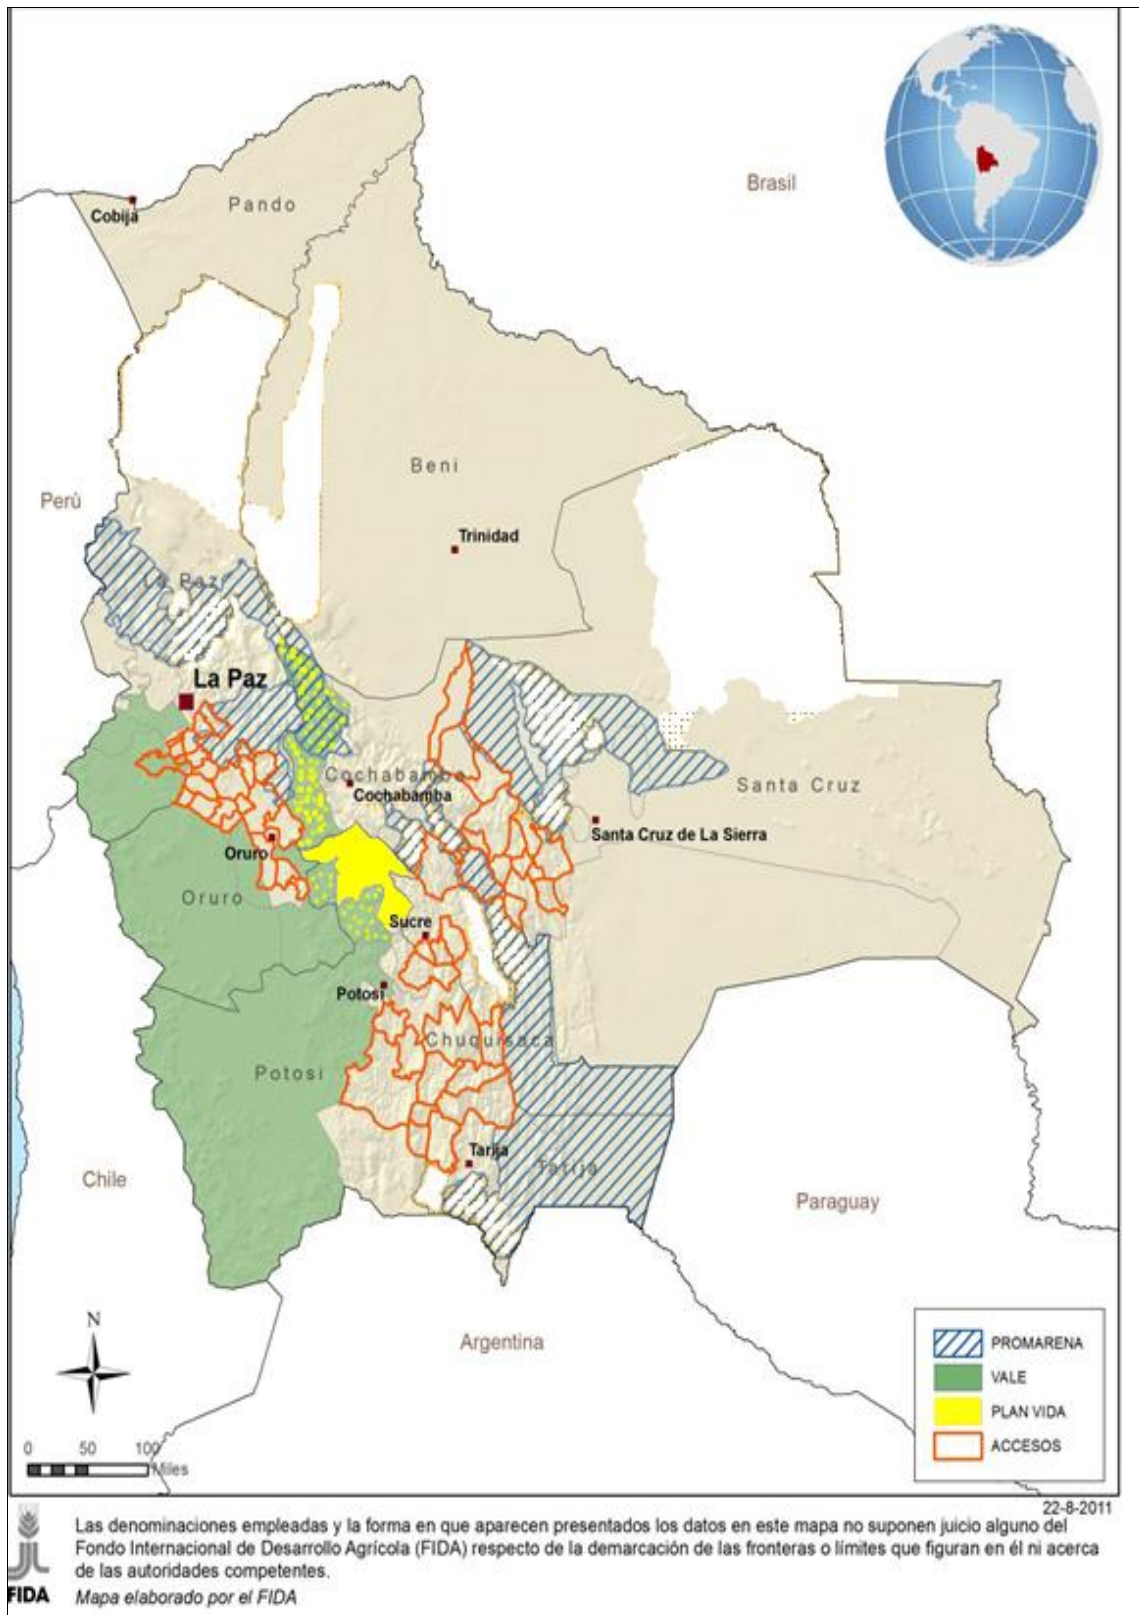 Brasil
Cobija
Pando
Beni
Perù
Trinidad
La Paz
La Paz
Cochabamba
Cochabamba
Santa Cruz
Santa Cruz de La Sierra
Oruro
Oruro
Sucre
Potosi
Chuquisaca
Potosi
Tarija
Tarija
Chile
Paraguay
Argentina
N
0 50 100
Miles
PROMARENA
VALE
PLAN VIDA
ACCESOS
22-8-2011
Las denominaciones empleadas y la forma en que aparecen presentados los datos en este mapa no suponen juicio alguno del
Fondo Internacional de Desarrollo Agrícola (FIDA) respecto de la demarcación de las fronteras o límites que figuran en él ni acerca
de las autoridades competentes.
FIDA
Mapa elaborado por el FIDA